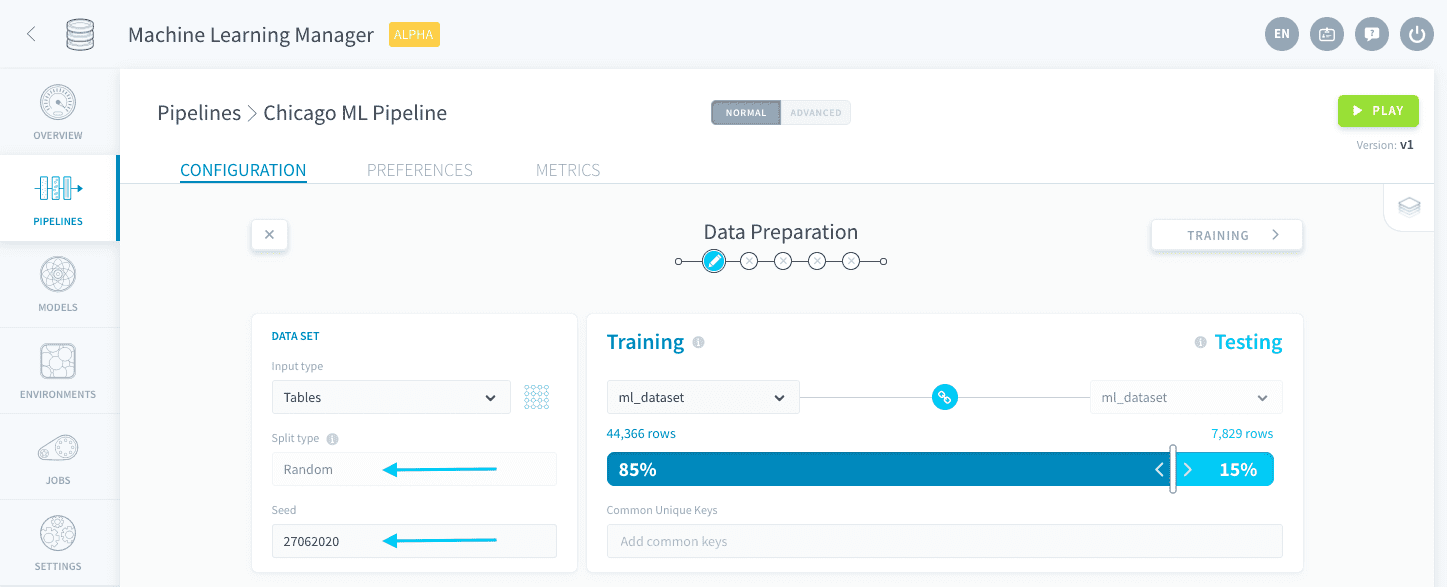 Machine Learning Manager ALPHA
EN
OVERVIEW
PIPELINES
MODELS
ENVIRONMENTS
JOBS
SETTINGS
Pipelines > Chicago ML Pipeline
NORMAL ADVANCED
PLAY
Version: v1
CONFIGURATION PREFERENCES METRICS
Data Preparation
TRAINING >
DATA SET
Input type
Tables
Split type
Random
Seed
27062020
Training
Testing
ml_dataset
ml_dataset
44,366 rows
7,829 rows
85%
15%
Common Unique Keys
Add common keys